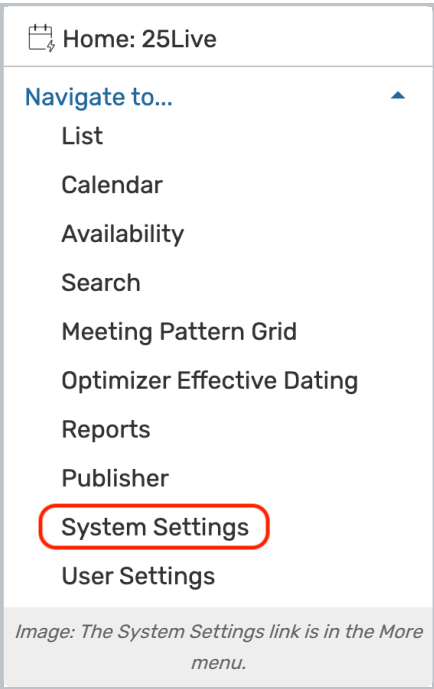 Home: 25Live
Navigate to...
List
Calendar
Availability
Search
Meeting Pattern Grid
Optimizer Effective Dating
Reports
Publisher
System Settings
User Settings
Image: The System Settings link is in the More
menu.